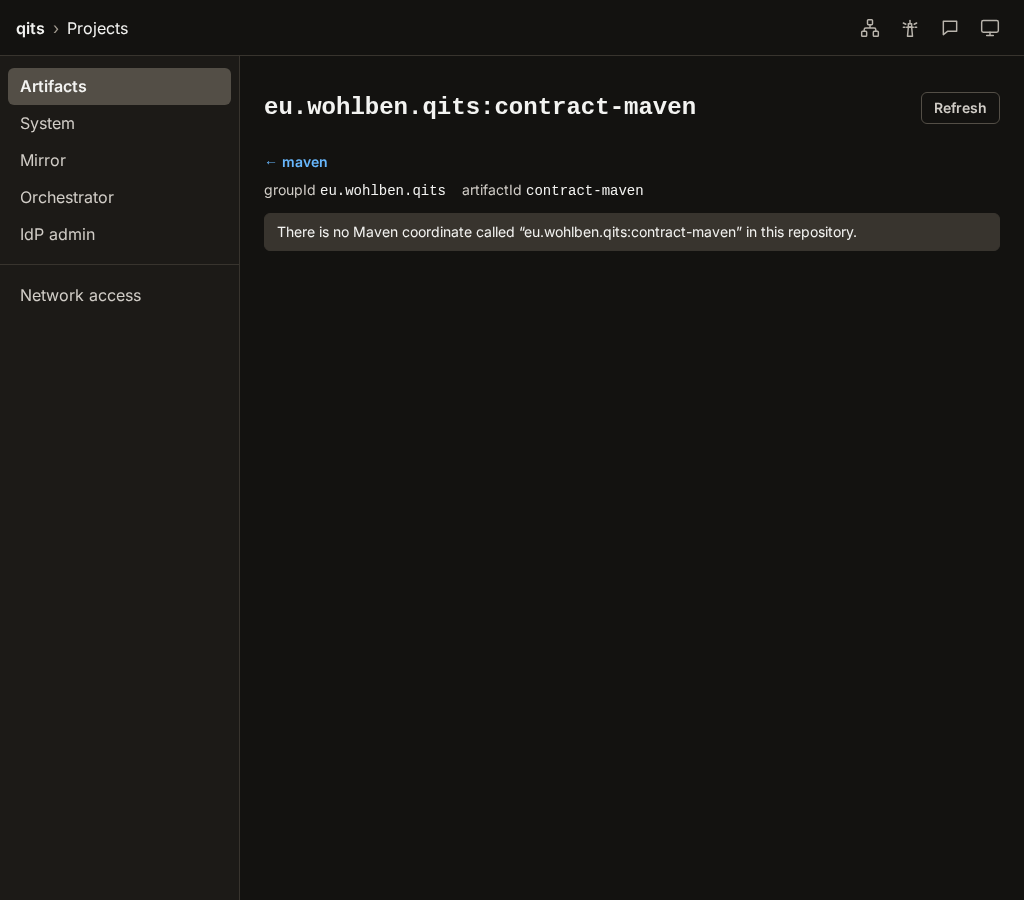 qits › Projects
Artifacts
System
Mirror
Orchestrator
IdP admin
Network access
eu.wohlben.qits:contract-maven
Refresh
← maven
groupId eu.wohlben.qits artifactId contract-maven
There is no Maven coordinate called “eu.wohlben.qits:contract-maven” in this repository.